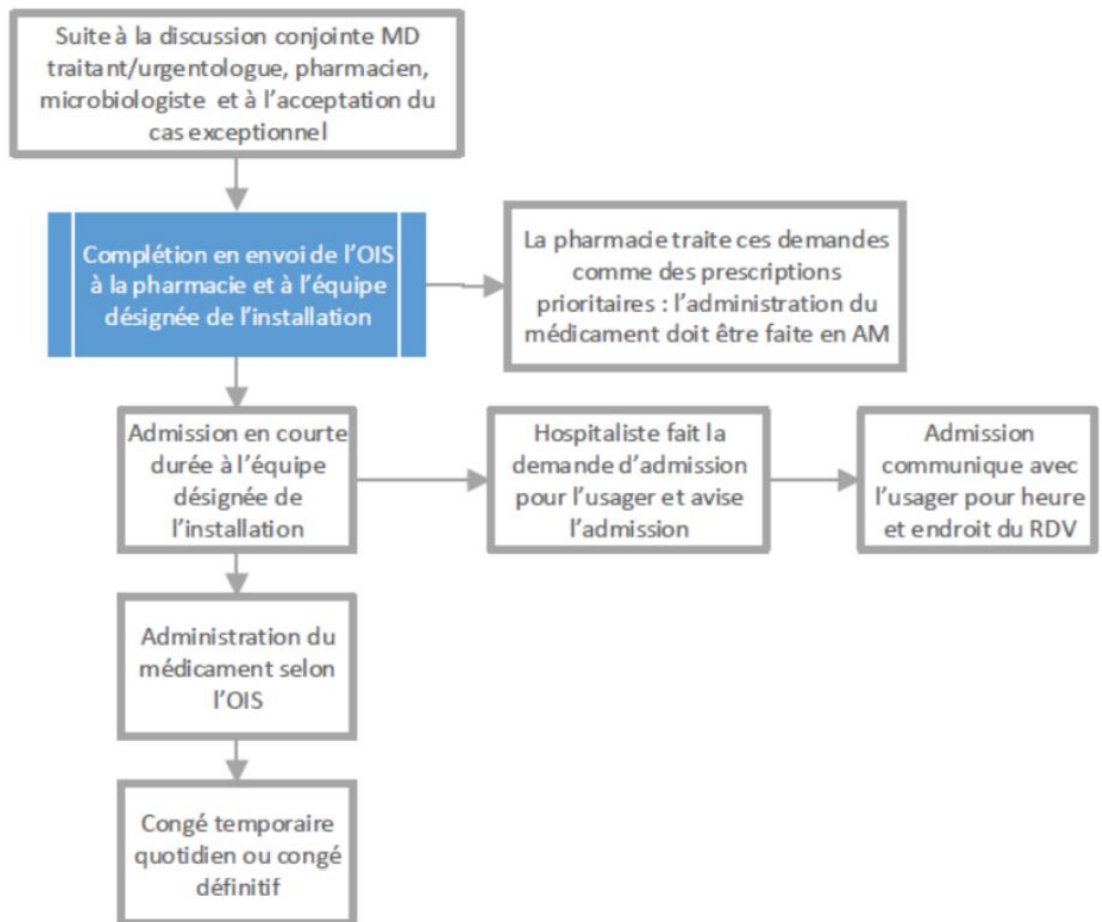 Suite à la discussion conjointe MD
traitant/urgentologue, pharmacien,
microbiologiste et à l'acceptation du
cas exceptionnel
Complétion en envoi de l'OIS
à la pharmacie et à l'équipe
désignée de l'installation
La pharmacie traite ces demandes
comme des prescriptions
prioritaires : l'administration du
médicament doit être faite en AM
Admission en courte
durée à l'équipe
désignée de
l'installation
Hospitaliste fait la
demande d'admission
pour l'usager et avise
l'admission
Admission
communique avec
l'usager pour heure
et endroit du RDV
Administration du
médicament selon
l'OIS
Congé temporaire
quotidien ou congé
définitif